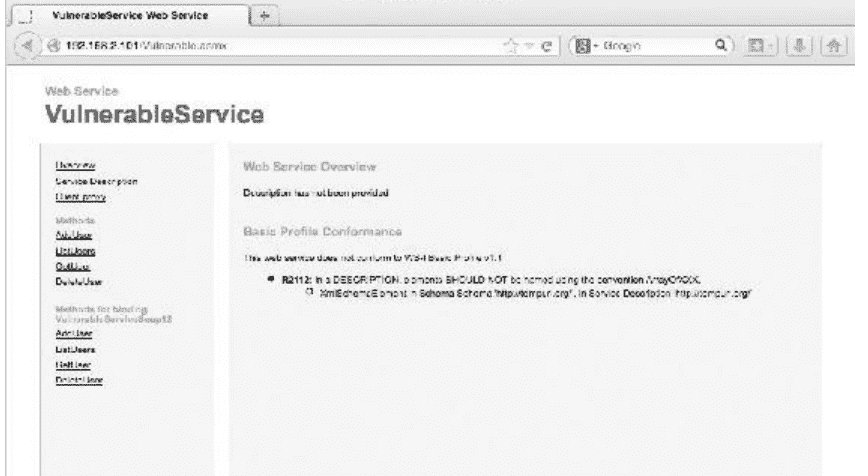 VulnerableService Web Service
192.168.2.101/Vulnerable.asmx
Google
Web Service
VulnerableService
Overview
Service Description
Client proxy
Methods
AddUser
ListUsers
GetUser
DeleteUser
Methods for binding
VulnerableServiceSoap12
AddUser
ListUsers
GetUser
DeleteUser
Web Service Overview
Description has not been provided
Basic Profile Conformance
This web service does not conform to WS-I Basic Profile v1.1
R2112: In a DESCRIPTION, elements SHOULD NOT be named using the convention ArrayOfXXX.
XmlSchemaElement in Schema Schema 'http://tempuri.org/', in Service Description 'http://tempuri.org/'